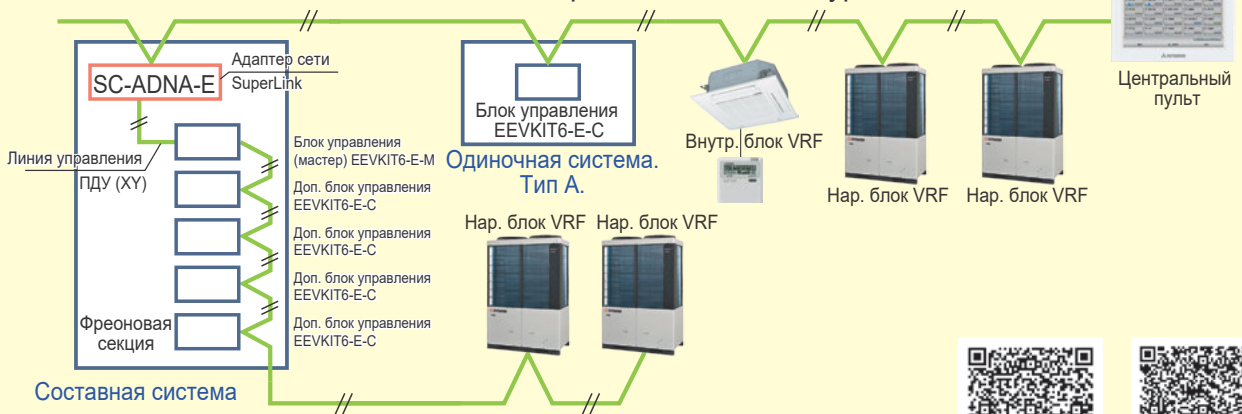 SC-ADNA-E
Адаптер сети
SuperLink
Линия управления
ПДУ (XY)
Блок управления
(мастер) EEVKIT6-E-M
Доп. блок управления
EEVKIT6-E-C
Доп. блок управления
EEVKIT6-E-C
Доп. блок управления
EEVKIT6-E-C
Доп. блок управления
EEVKIT6-E-C
Фреоновая
секция
Составная система
Блок управления
EEVKIT6-E-C
Одиночная система.
Тип А.
Внутр. блок VRF
Нар. блок VRF
Нар. блок VRF
Нар. блок VRF
Нар. блок VRF
Центральный
пульт